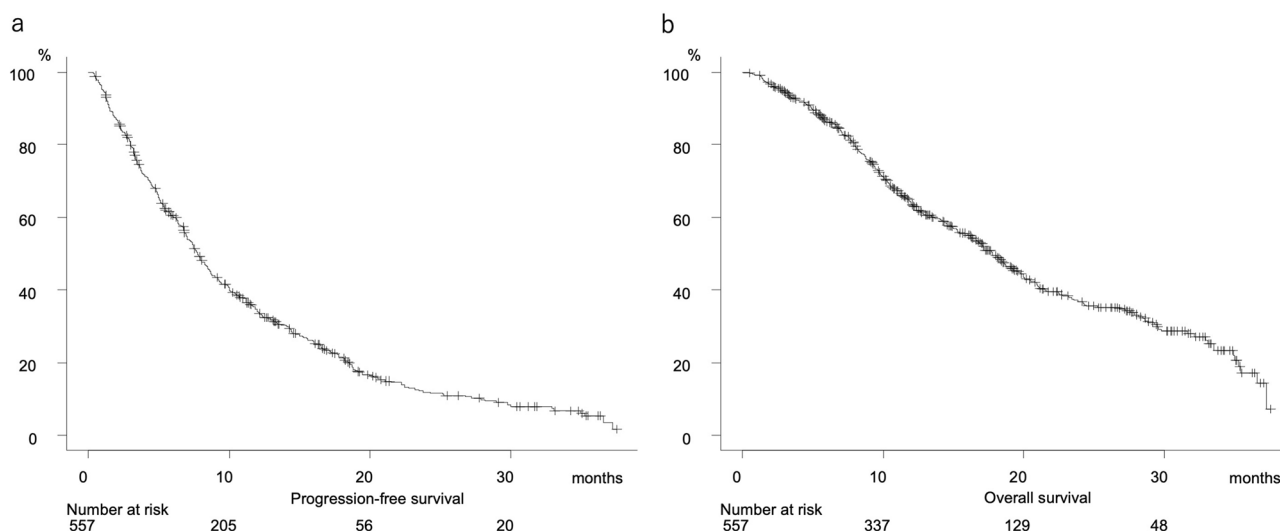 a
%
100
80
60
40
20
0
0 10 20 30 months
Progression-free survival
Number at risk
557 205 56 20
b
%
100
80
60
40
20
0
0 10 20 30 months
Overall survival
Number at risk
557 337 129 48